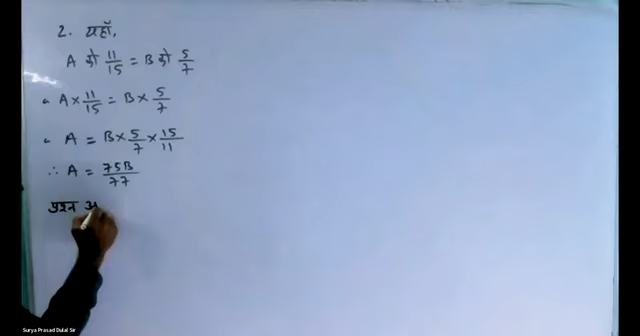 2. यहाँ,
A को 11/15 = B को 5/7
A × 11/15 = B × 5/7
A = B × 5/7 × 15/11
∴ A = 75B/77
प्रश्न अ
Surya Prasad Dulal Sir